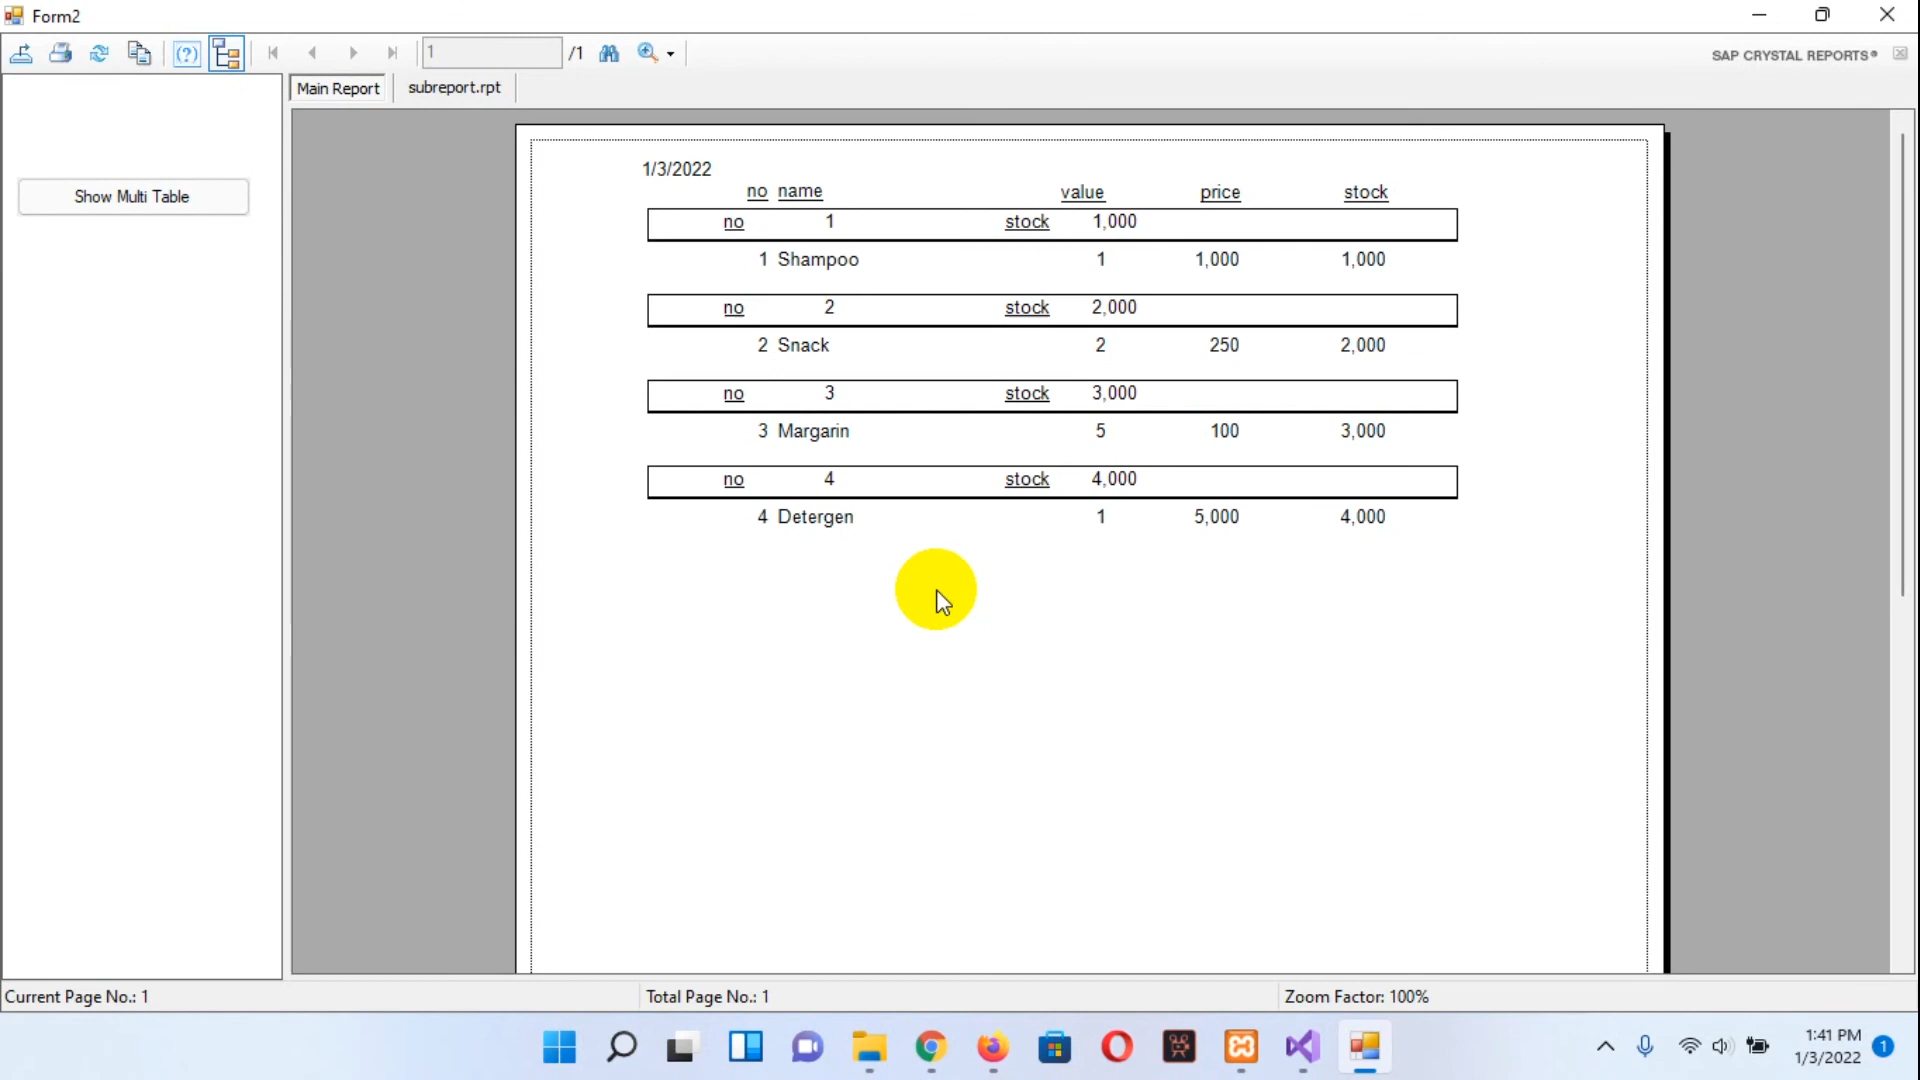 Form2
1 /1
SAP CRYSTAL REPORTS®
Main Report subreport.rpt
Show Multi Table
1/3/2022
no name value price stock
no 1 stock 1,000
1 Shampoo 1 1,000 1,000
no 2 stock 2,000
2 Snack 2 250 2,000
no 3 stock 3,000
3 Margarin 5 100 3,000
no 4 stock 4,000
4 Detergen 1 5,000 4,000
Current Page No.: 1 Total Page No.: 1 Zoom Factor: 100%
1:41 PM
1/3/2022
1